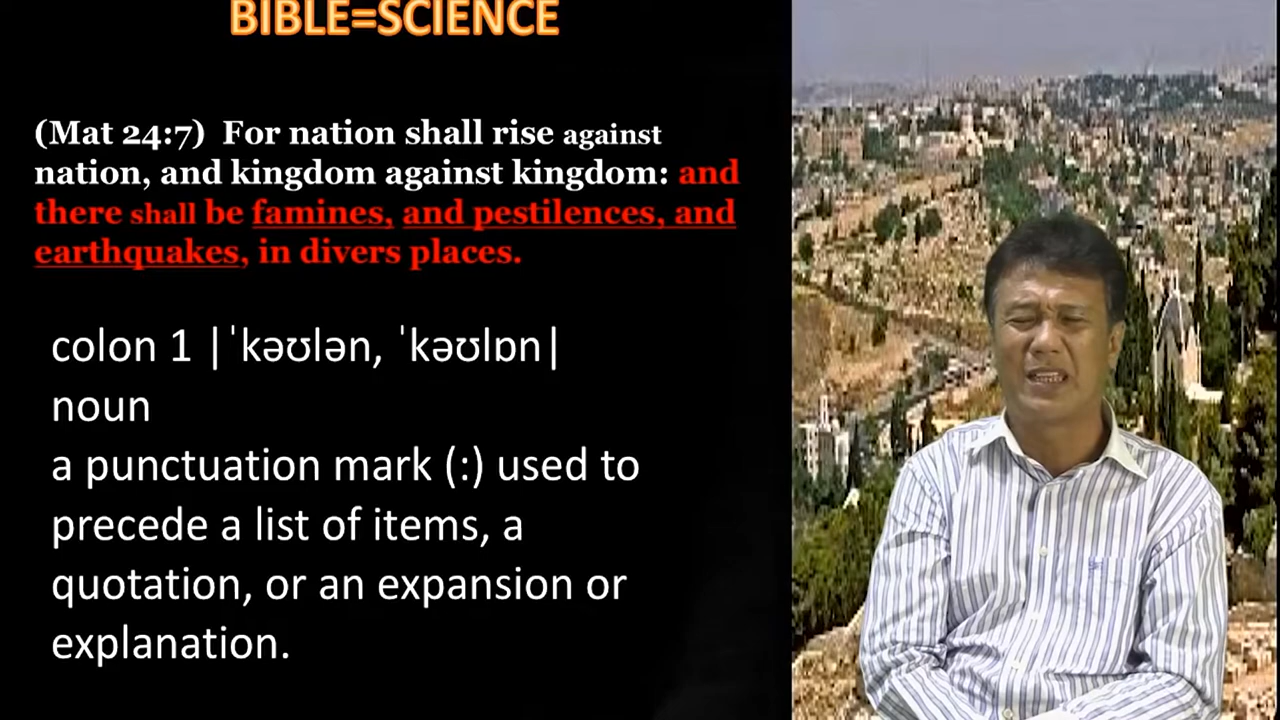 BIBLE=SCIENCE
(Mat 24:7) For nation shall rise against
nation, and kingdom against kingdom: and
there shall be famines, and pestilences, and
earthquakes, in divers places.
colon 1 |ˈkəʊlən, ˈkəʊlɒn|
noun
a punctuation mark (:) used to
precede a list of items, a
quotation, or an expansion or
explanation.